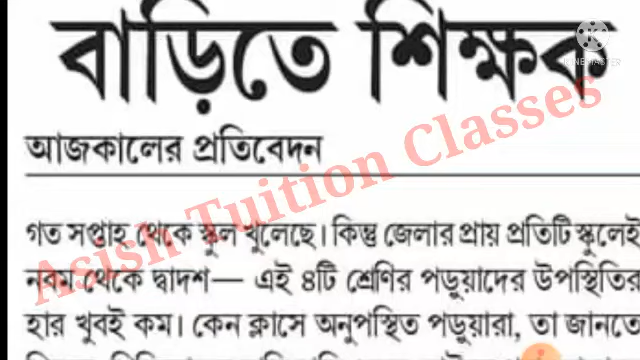 বাড়িতে শিক্ষক
KINEMASTER
আজকালের প্রতিবেদন
Asish Tuition Classes
গত সপ্তাহ থেকে স্কুল খুলেছে। কিন্তু জেলার প্রায় প্রতিটি স্কুলেই
নবম থেকে দ্বাদশ— এই ৪টি শ্রেণির পড়ুয়াদের উপস্থিতির
হার খুবই কম। কেন ক্লাসে অনুপস্থিত পড়ুয়ারা, তা জানতে